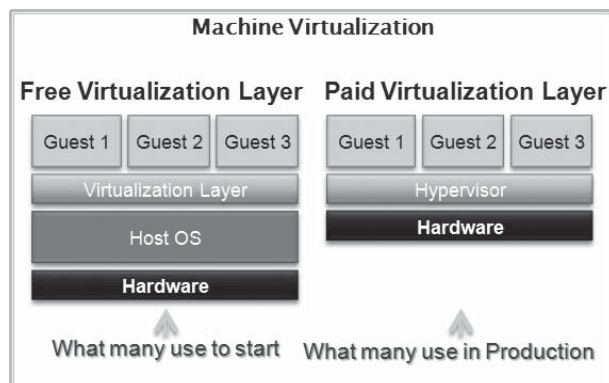 Machine Virtualization
Free Virtualization Layer
Guest 1 Guest 2 Guest 3
Virtualization Layer
Host OS
Hardware
What many use to start
Paid Virtualization Layer
Guest 1 Guest 2 Guest 3
Hypervisor
Hardware
What many use in Production